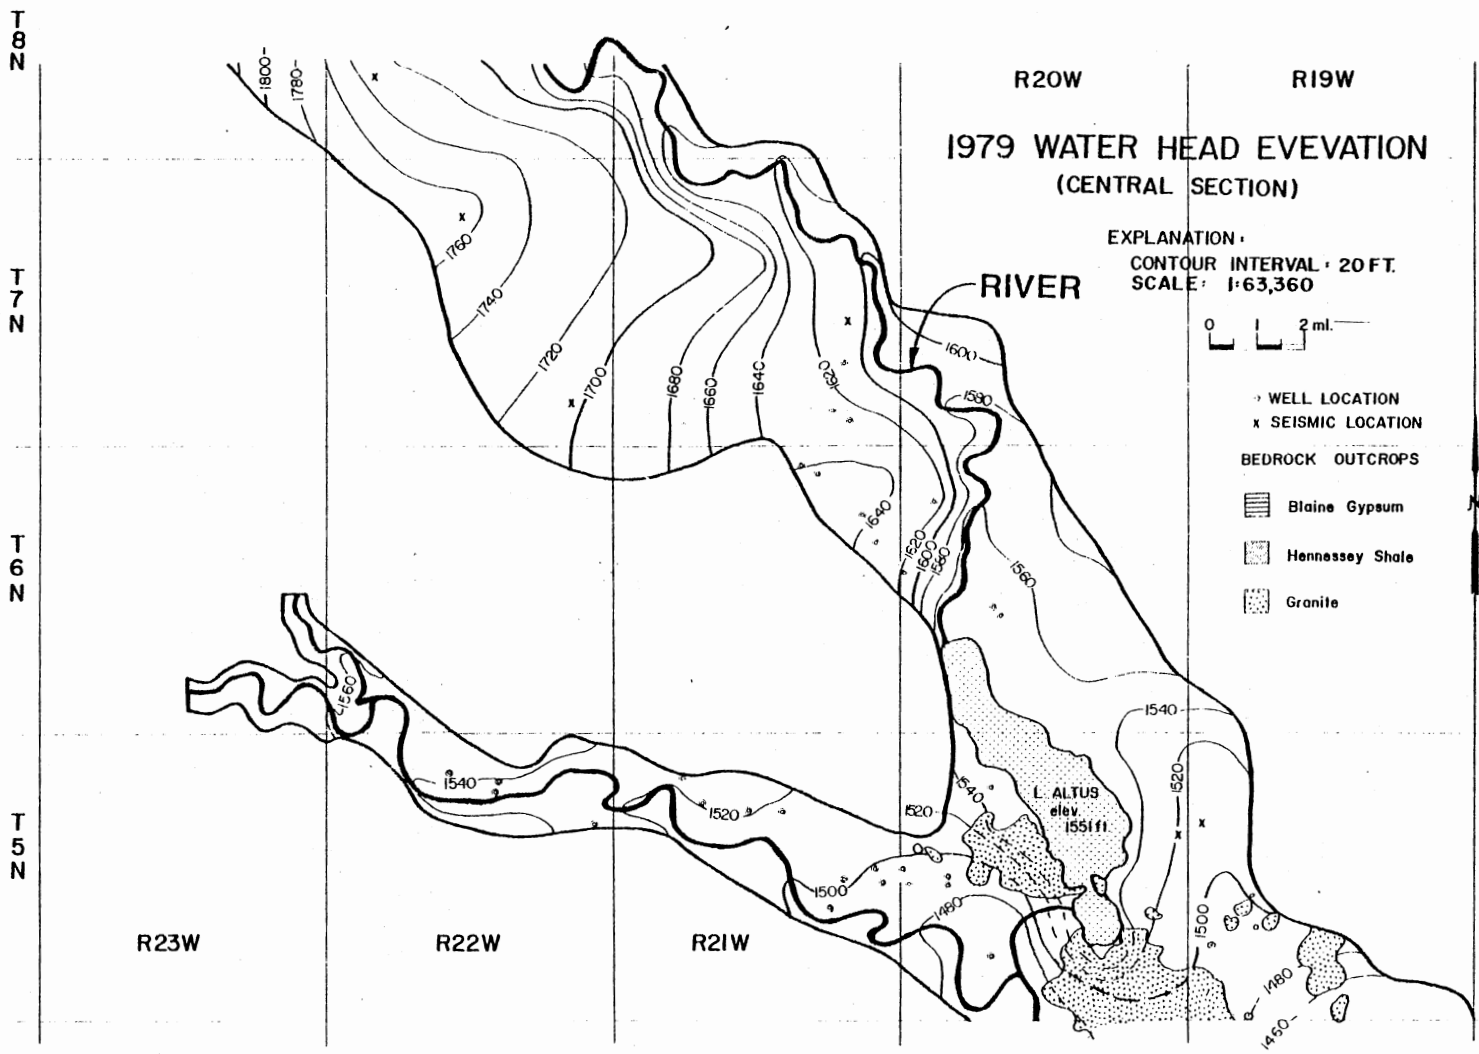 T
8
N
R20W
R19W
1979 WATER HEAD EVEVATION
(CENTRAL SECTION)
EXPLANATION:
CONTOUR INTERVAL: 20 FT.
SCALE: 1:63,360
0 1 2 mi.
WELL LOCATION
x SEISMIC LOCATION
BEDROCK OUTCROPS
Blaine Gypsum
Hennessey Shale
Granite
N
RIVER
1800
1780
1760
1740
1720
1700
1680
1660
1640
1620
1600
1580
T
7
N
1640
1620
1600
1580
1560
T
6
N
1560
1540
1540
1520
1540
1520
1520
L. ALTUS
elev.
1551 ft.
T
5
N
1500
1480
1500
1480
1460
R23W
R22W
R21W